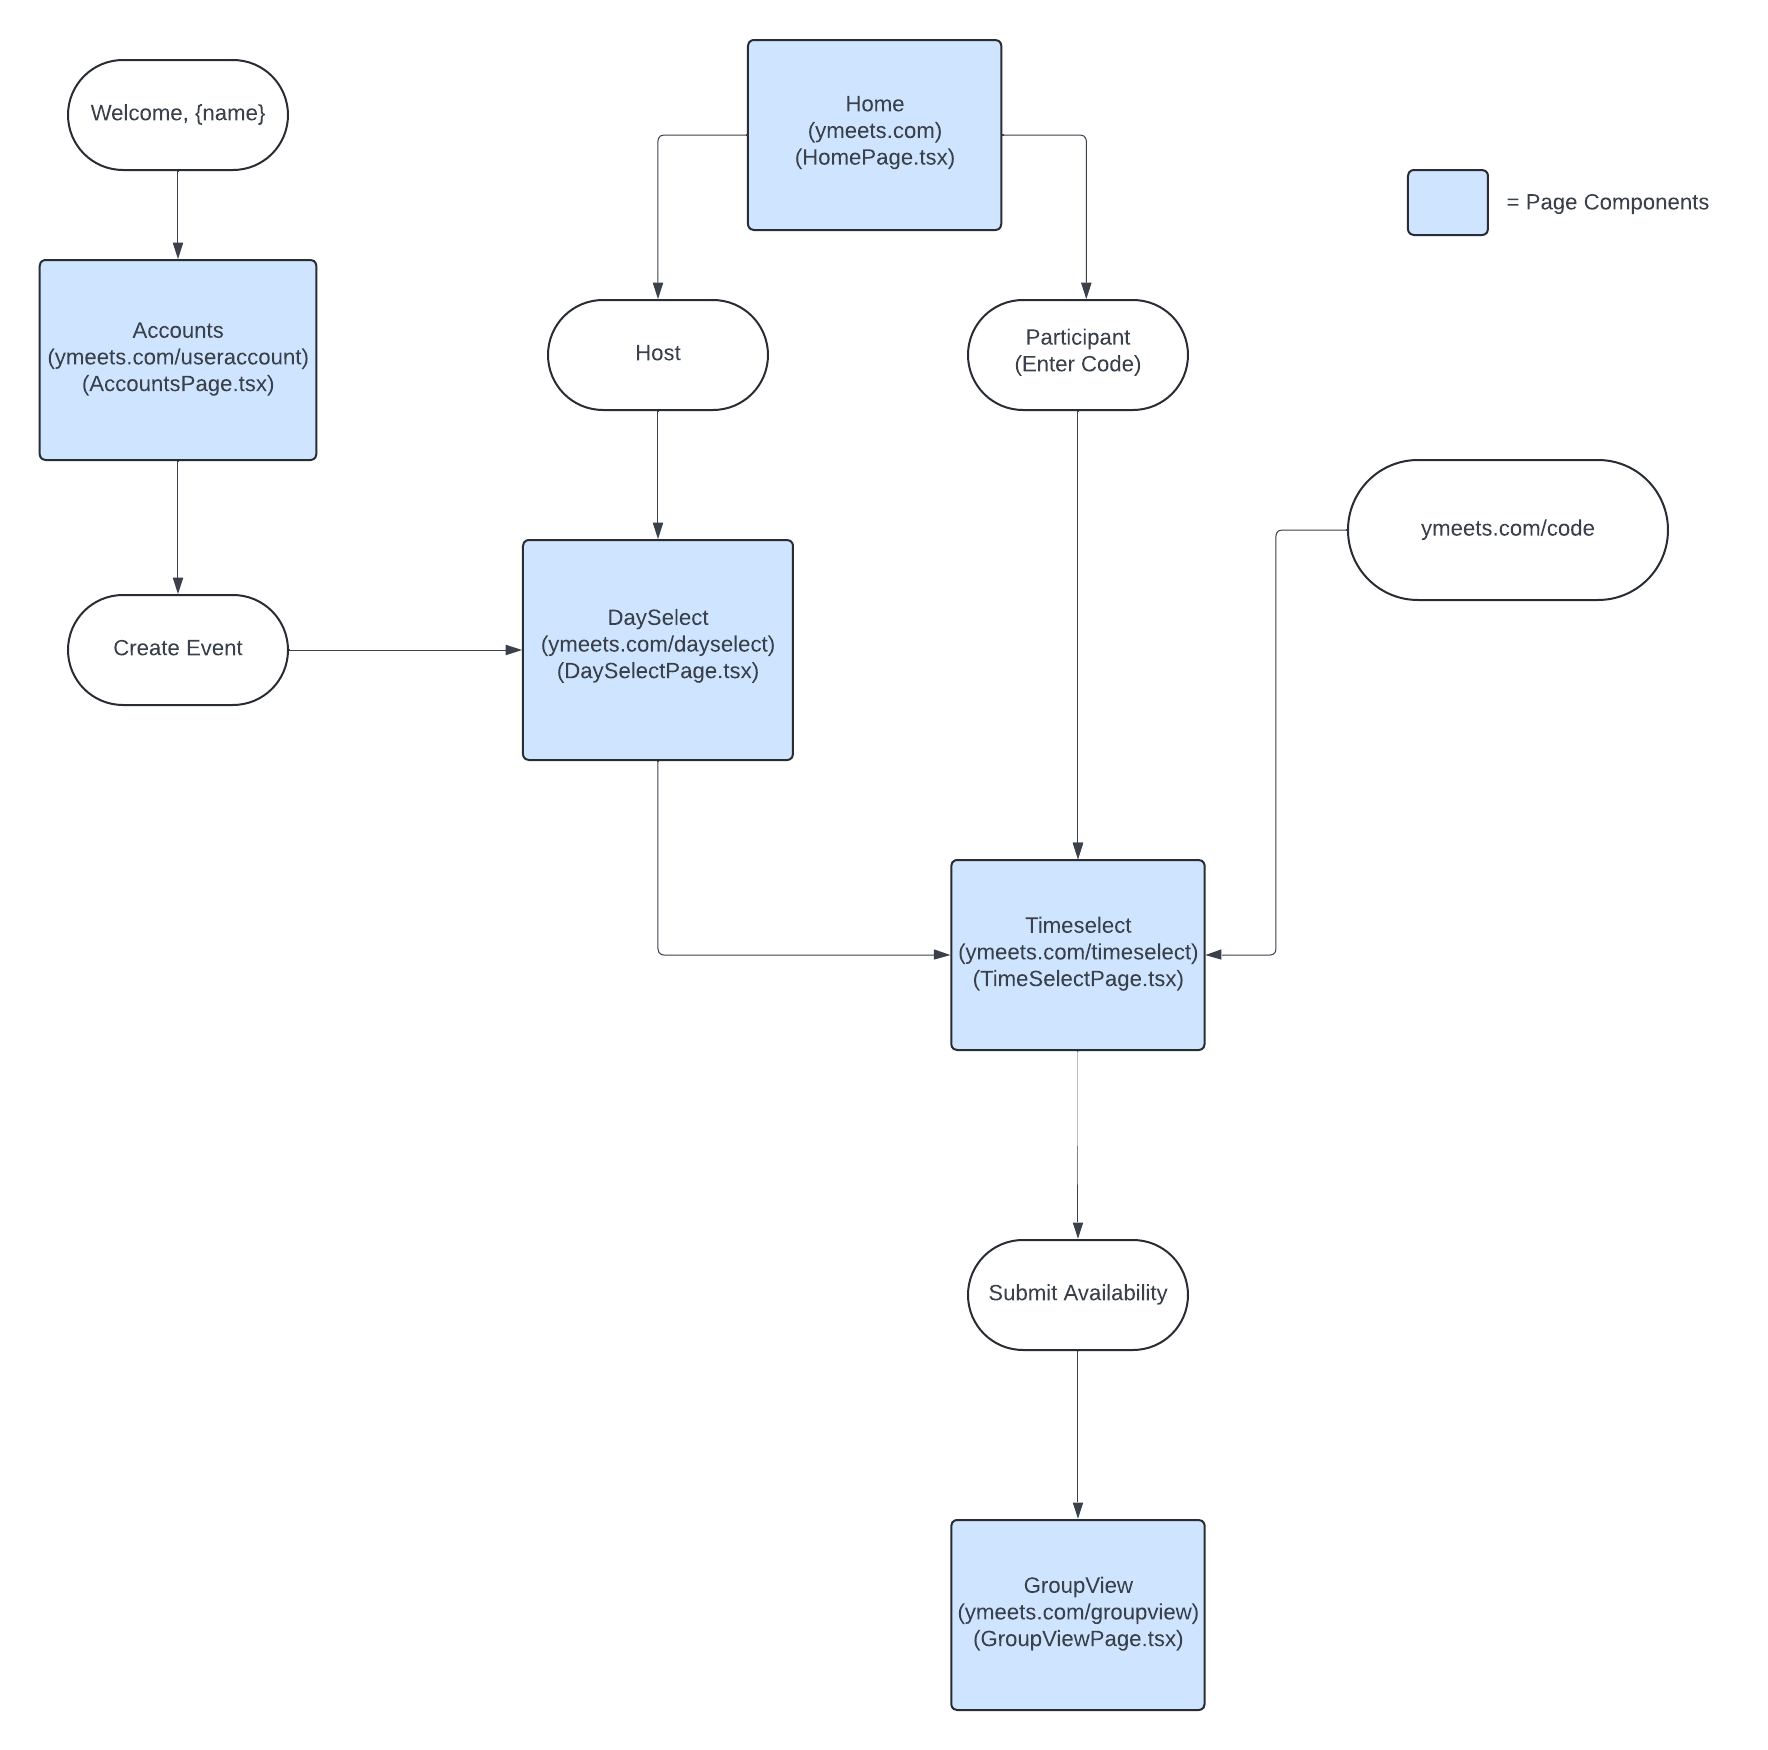 Welcome, {name}
Home
(ymeets.com)
(HomePage.tsx)
= Page Components
Accounts
(ymeets.com/useraccount)
(AccountsPage.tsx)
Host
Participant
(Enter Code)
ymeets.com/code
Create Event
DaySelect
(ymeets.com/dayselect)
(DaySelectPage.tsx)
Timeselect
(ymeets.com/timeselect)
(TimeSelectPage.tsx)
Submit Availability
GroupView
(ymeets.com/groupview)
(GroupViewPage.tsx)